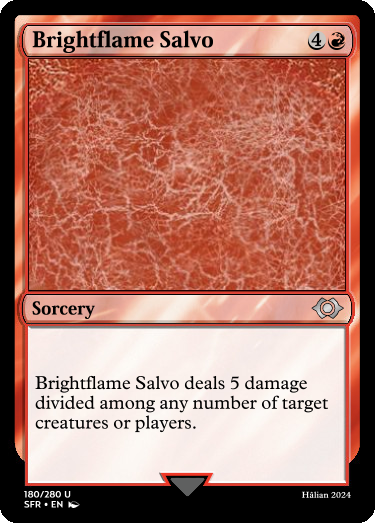 Brightflame Salvo 4
Sorcery
Brightflame Salvo deals 5 damage
divided among any number of target
creatures or players.
180/280 U
SFR • EN
Hålian 2024